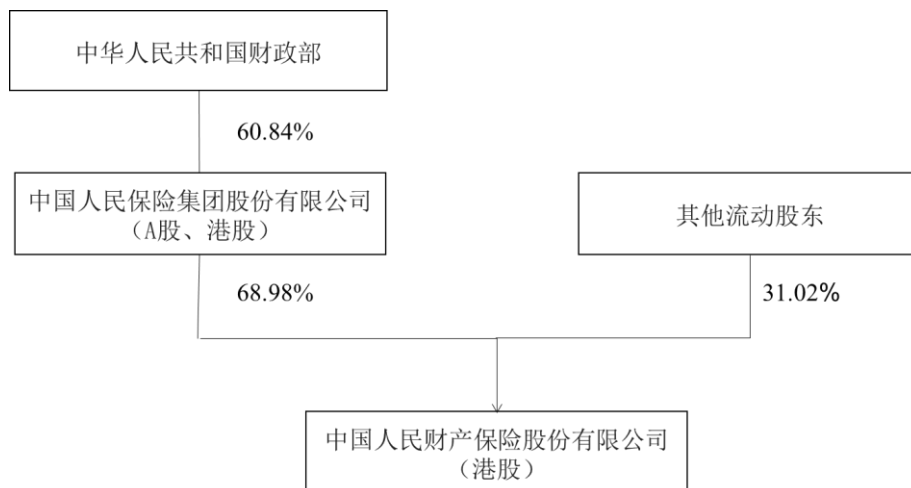 中华人民共和国财政部
60.84%
中国人民保险集团股份有限公司
（A股、港股）
其他流动股东
68.98%
31.02%
中国人民财产保险股份有限公司
（港股）